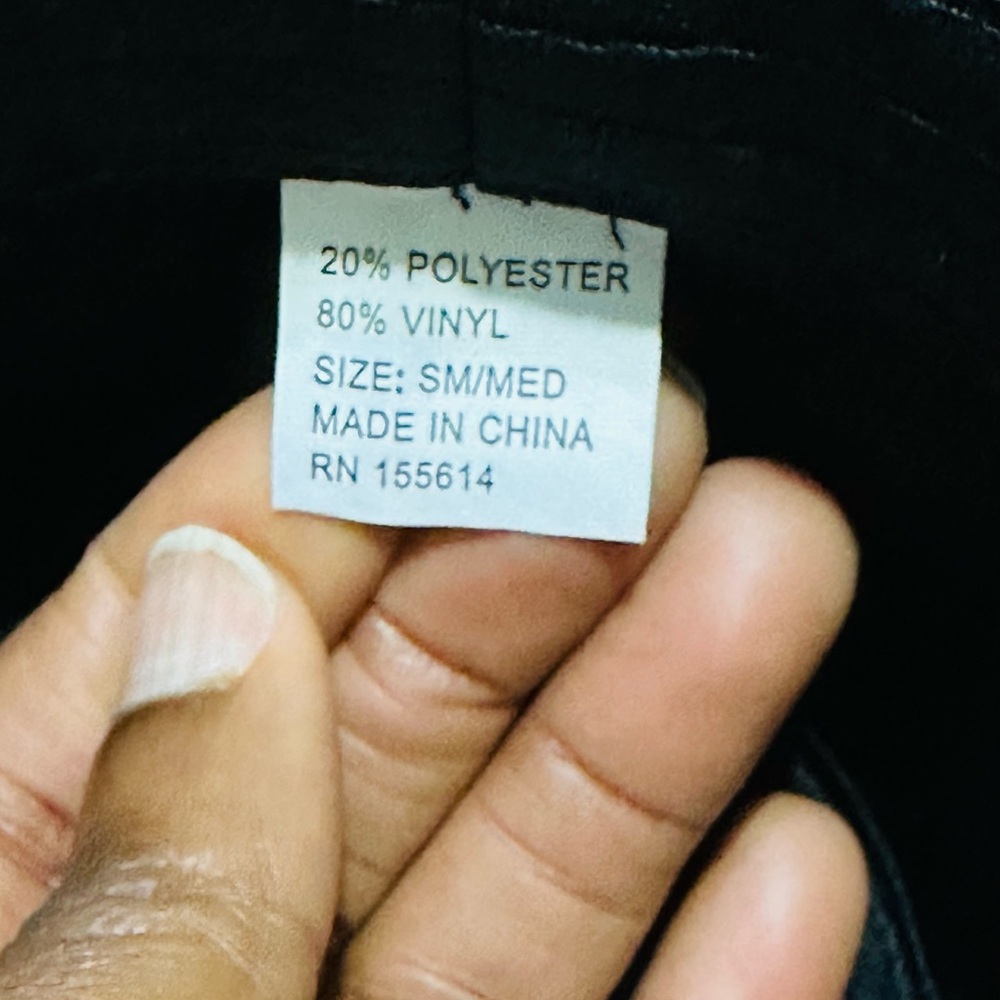 20% POLYESTER
80% VINYL
SIZE: SM/MED
MADE IN CHINA
RN 155614